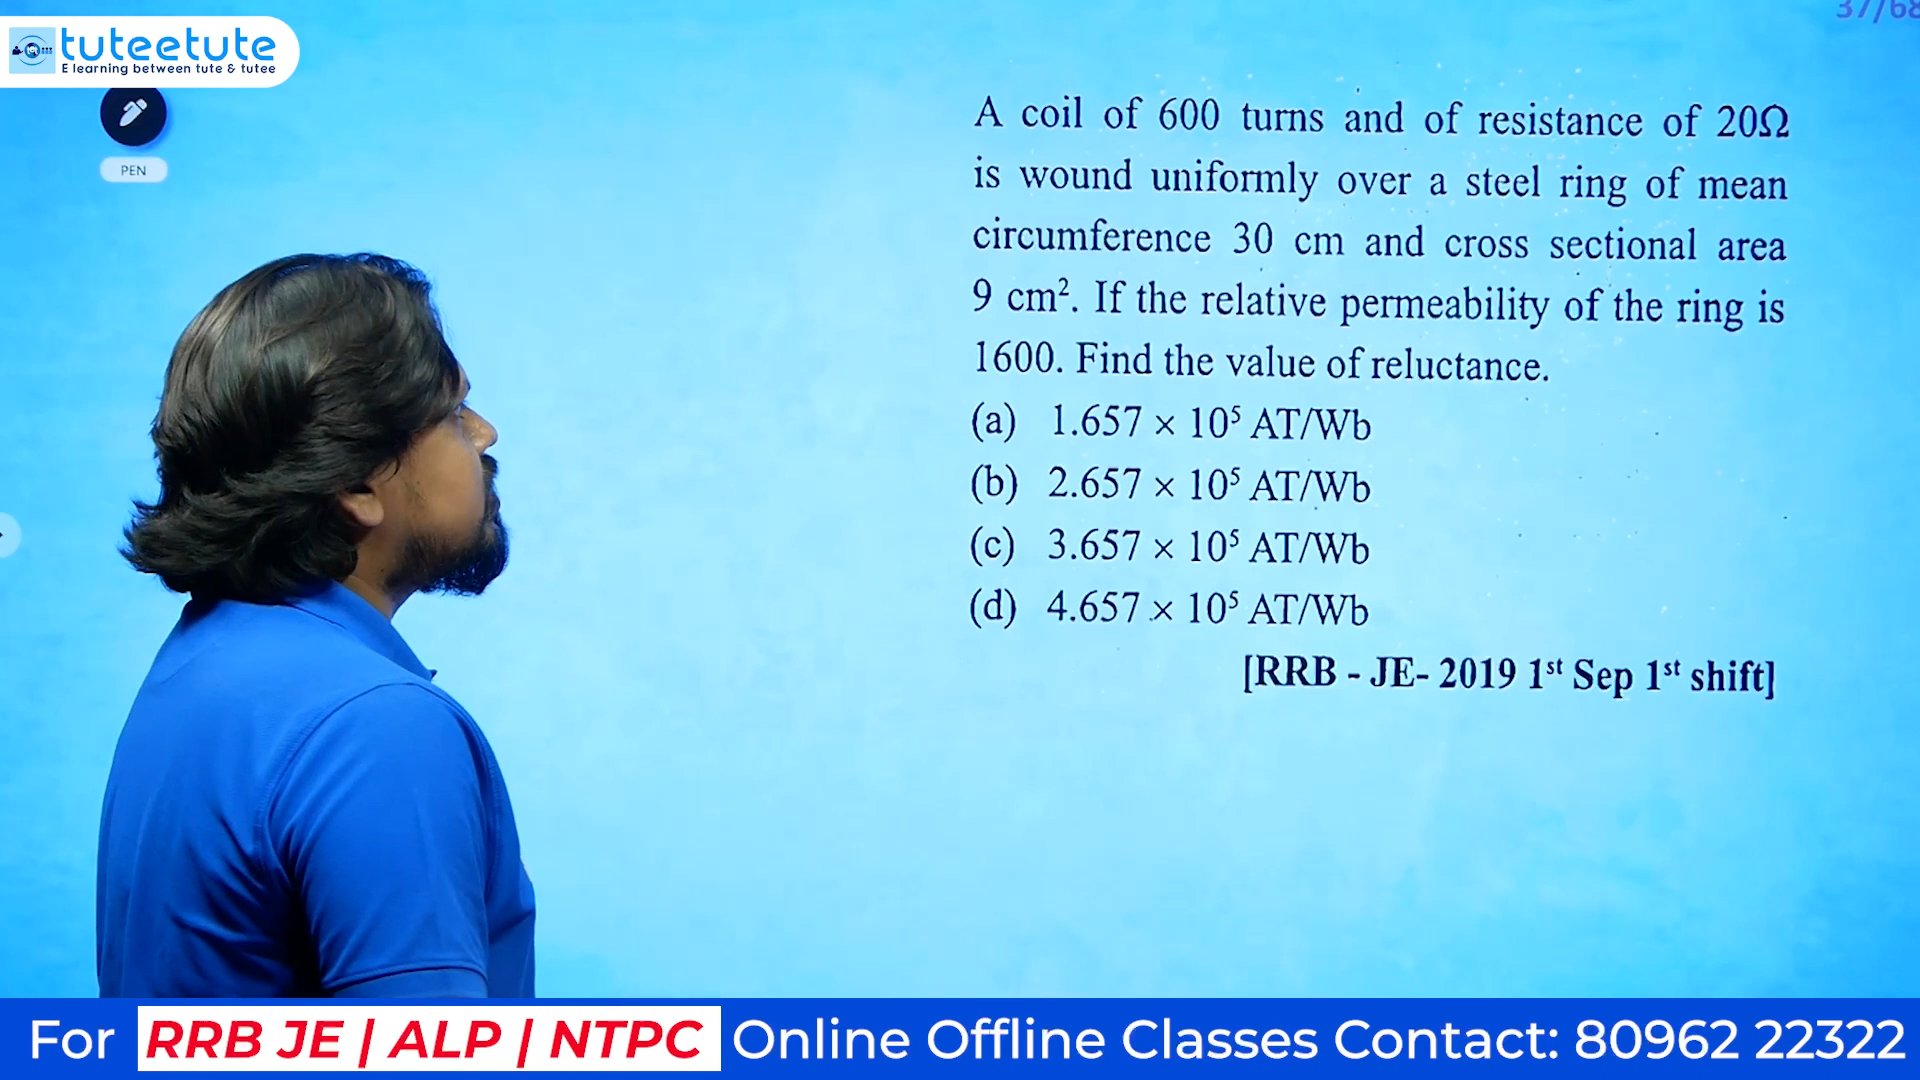 37/68
tuteetute
E learning between tute & tutee
PEN
A coil of 600 turns and of resistance of 20Ω
is wound uniformly over a steel ring of mean
circumference 30 cm and cross sectional area
9 cm². If the relative permeability of the ring is
1600. Find the value of reluctance.
(a) 1.657 × 10⁵ AT/Wb
(b) 2.657 × 10⁵ AT/Wb
(c) 3.657 × 10⁵ AT/Wb
(d) 4.657 × 10⁵ AT/Wb
[RRB - JE- 2019 1ˢᵗ Sep 1ˢᵗ shift]
For RRB JE | ALP | NTPC Online Offline Classes Contact: 80962 22322